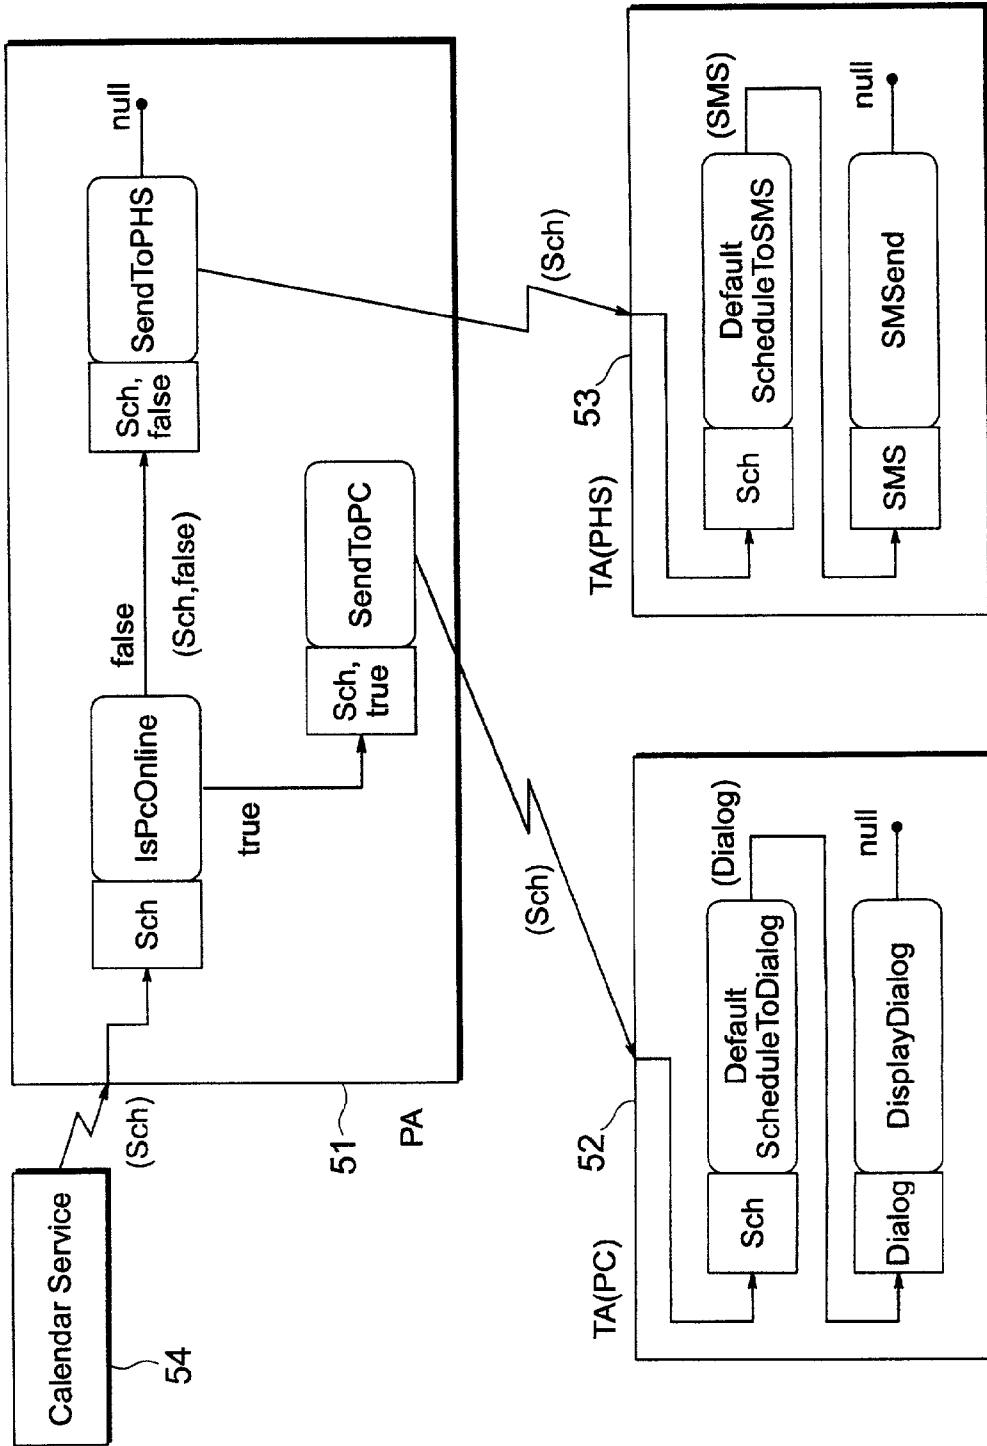 Calendar Service
54
(Sch)
51
PA
Sch
IsPcOnline
false
(Sch,false)
true
Sch,
false
SendToPHS
null
Sch,
true
SendToPC
(Sch)
(Sch)
52
TA(PC)
Sch
Default
ScheduleToDialog
(Dialog)
Dialog
DisplayDialog
null
53
TA(PHS)
Sch
Default
ScheduleToSMS
(SMS)
SMS
SMSend
null